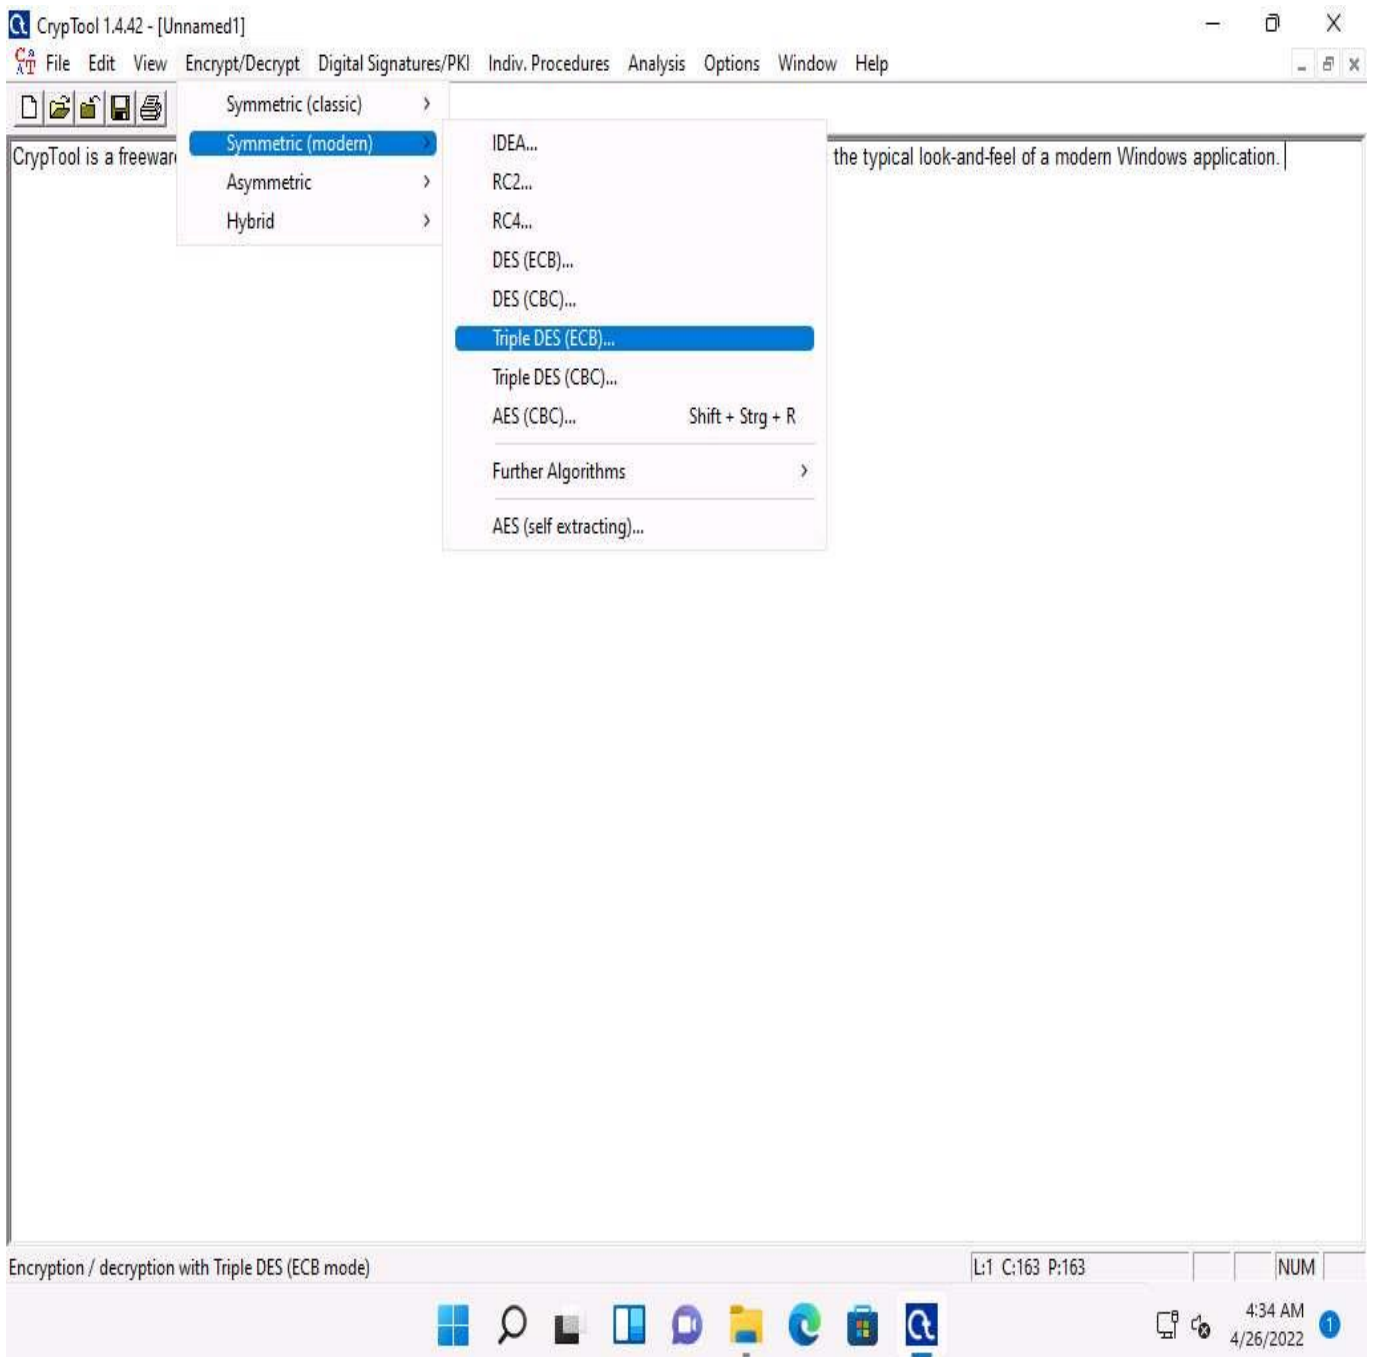 CrypTool 1.4.42 - [Unnamed1]
File Edit View Encrypt/Decrypt Digital Signatures/PKI Indiv. Procedures Analysis Options Window Help
Symmetric (classic)
Symmetric (modern)
Asymmetric
Hybrid
IDEA...
RC2...
RC4...
DES (ECB)...
DES (CBC)...
Triple DES (ECB)...
Triple DES (CBC)...
AES (CBC)... Shift + Strg + R
Further Algorithms
AES (self extracting)...
CrypTool is a freewar the typical look-and-feel of a modern Windows application.
Encryption / decryption with Triple DES (ECB mode) L:1 C:163 P:163 NUM
4:34 AM
4/26/2022
1